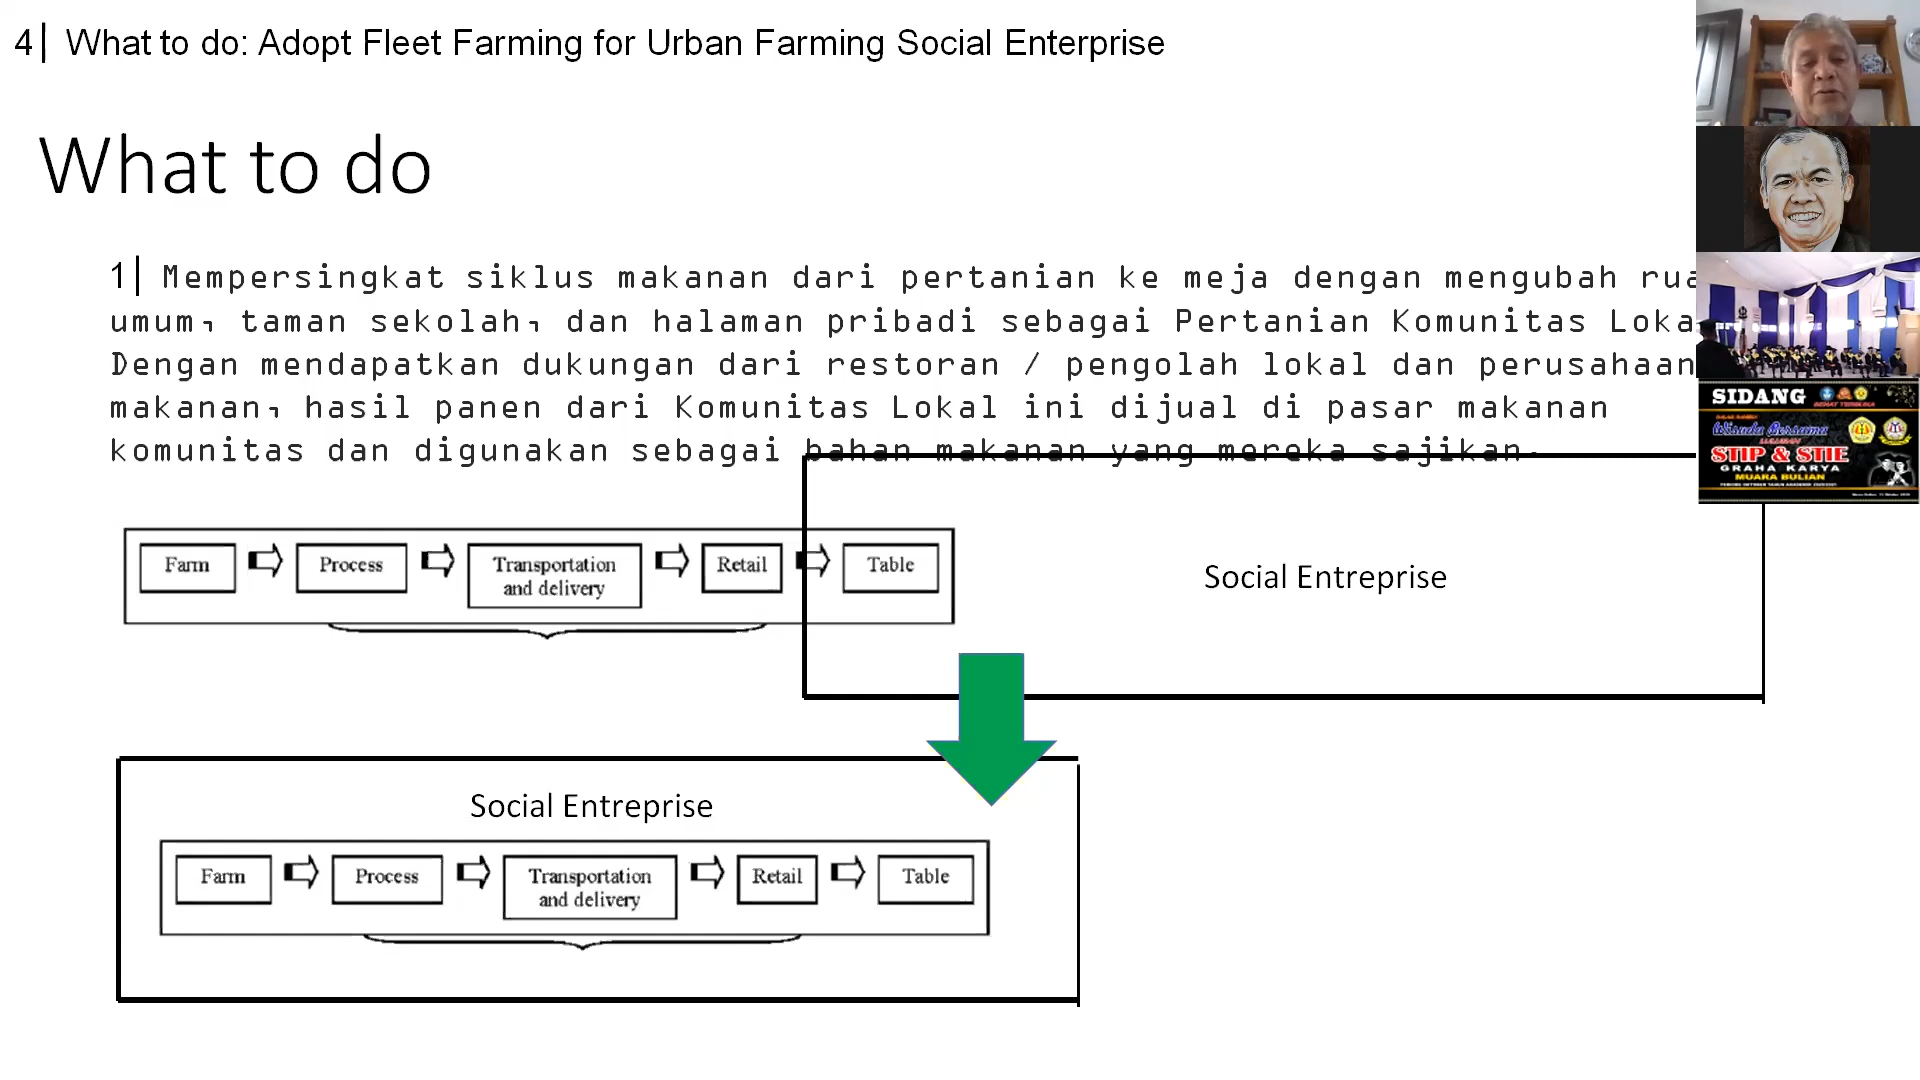 4| What to do: Adopt Fleet Farming for Urban Farming Social Enterprise
What to do
1| Mempersingkat siklus makanan dari pertanian ke meja dengan mengubah
umum, taman sekolah, dan halaman pribadi sebagai Pertanian Komunitas
Dengan mendapatkan dukungan dari restoran / pengolah lokal dan perusahaan
makanan, hasil panen dari Komunitas Lokal ini dijual di pasar makanan
komunitas dan digunakan sebagai bahan makanan yang mereka sajikan.
Farm
Process
Transportation
and delivery
Retail
Table
Social Entreprise
Social Entreprise
Farm
Process
Transportation
and delivery
Retail
Table
SIDANG
Wisuda Bersama
STIP & STIE
GRAHA KARYA
MUARA BULIAN